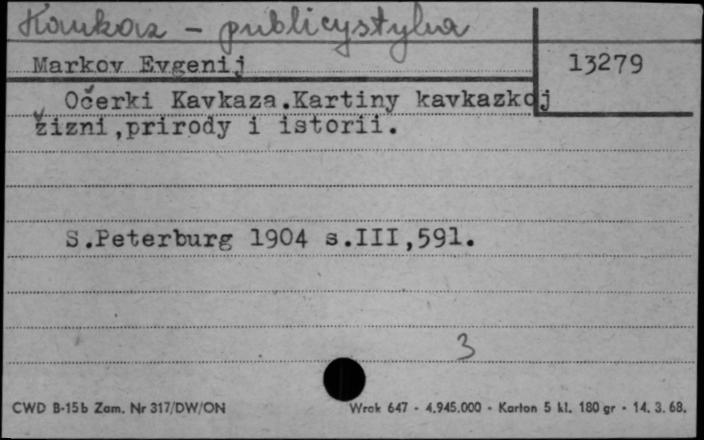 Kaukaz - publicystyka
Markov Evgenij
13279
Očerki Kavkaza.Kartiny kavkazkoj
žizni,prirody i istorii.
S.Peterburg 1904 s.III,591.
3
CWD B-15b Zam. Nr 317/DW/ON
Wrok 647 - 4.945.000 - Karton 5 kl. 180 gr - 14. 3. 68.